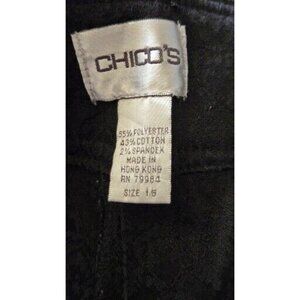 CHICO'S
55% POLYESTER
43% COTTON
2% SPANDEX
MADE IN
HONG KONG
RN 79984
SIZE 1.5